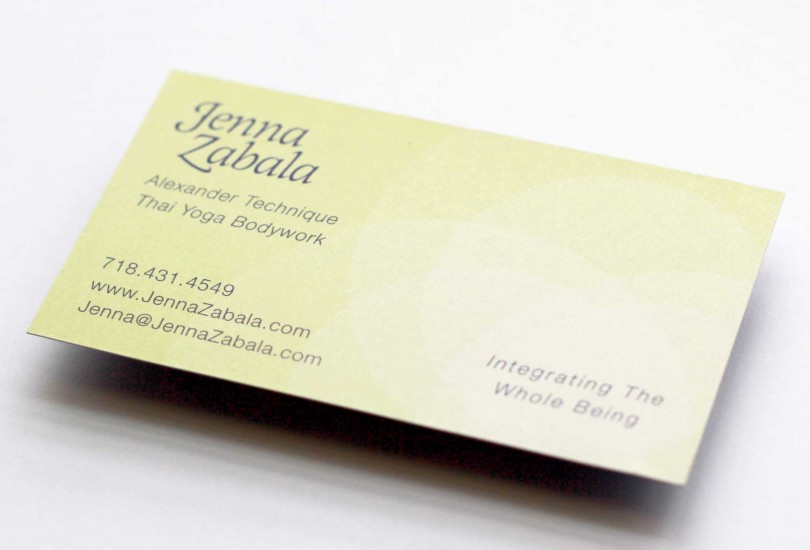 Jenna
Zabala
Alexander Technique
Thai Yoga Bodywork
718.431.4549
www.JennaZabala.com
Jenna@JennaZabala.com
Integrating The
Whole Being